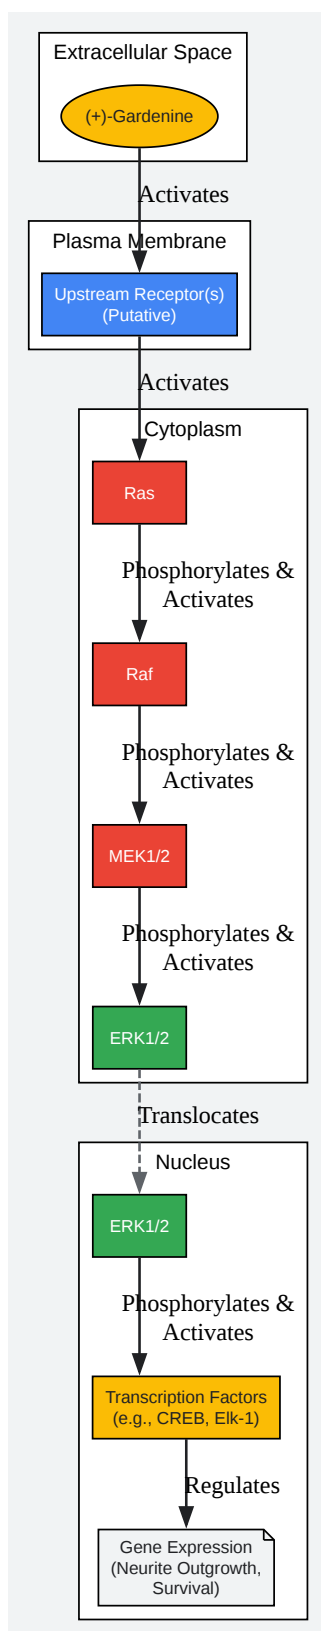 Extracellular Space
(+)-Gardenine
Activates
Plasma Membrane
Upstream Receptor(s)
(Putative)
Activates
Cytoplasm
Ras
Phosphorylates &
Activates
Raf
Phosphorylates &
Activates
MEK1/2
Phosphorylates &
Activates
ERK1/2
Translocates
Nucleus
ERK1/2
Phosphorylates &
Activates
Transcription Factors
(e.g., CREB, Elk-1)
Regulates
Gene Expression
(Neurite Outgrowth,
Survival)